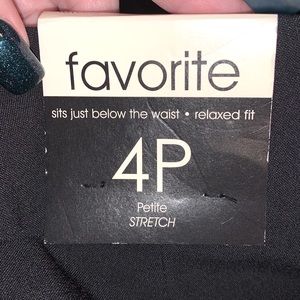 favorite
sits just below the waist • relaxed fit
4P
Petite
STRETCH